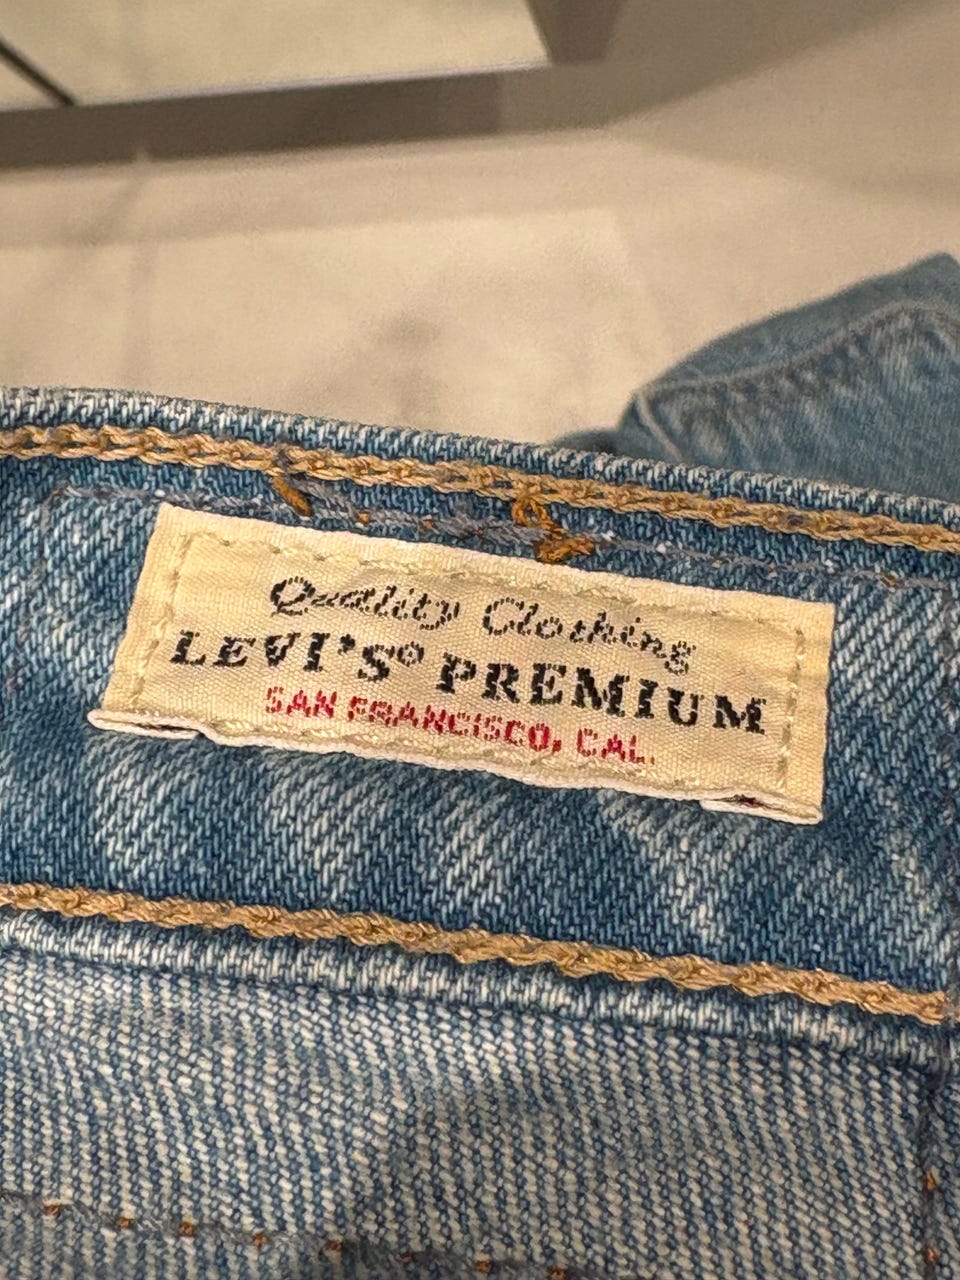 Quality Clothing
LEVI'S® PREMIUM
SAN FRANCISCO, CAL.